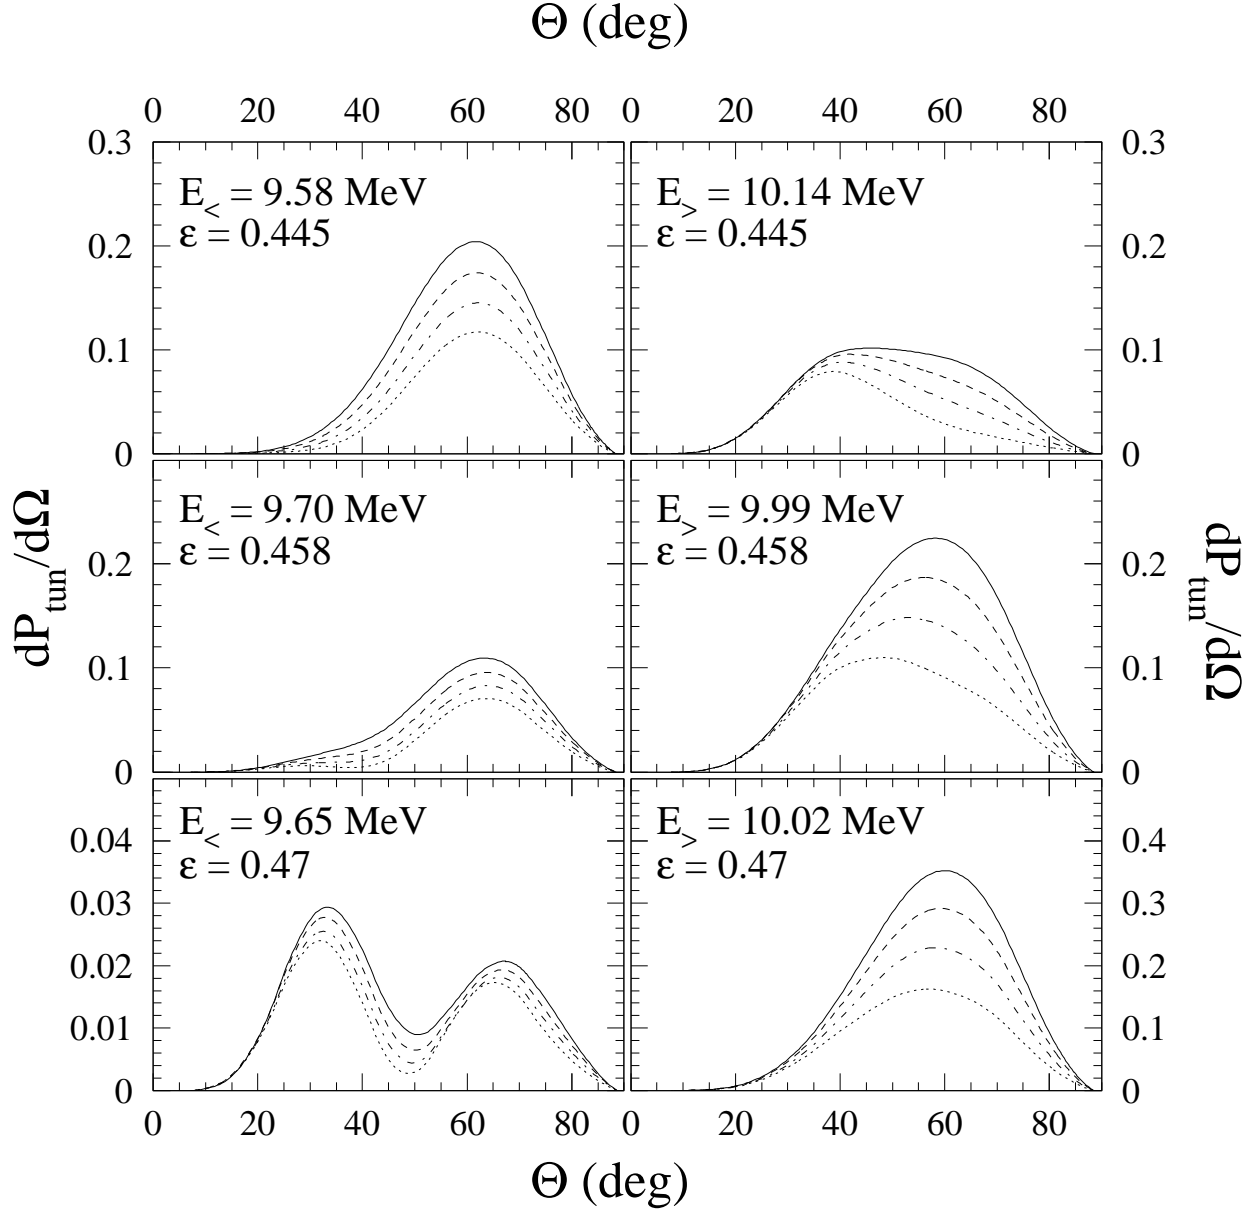 Θ (deg)
0 20 40 60 80 0 20 40 60 80
0.3 0.3
E< = 9.58 MeV E> = 10.14 MeV
ε = 0.445 ε = 0.445
0.2 0.2
0.1 0.1
0 0
E< = 9.70 MeV E> = 9.99 MeV
ε = 0.458 ε = 0.458
dPtun/dΩ dPtun/dΩ
0.2 0.2
0.1 0.1
0 0
E< = 9.65 MeV E> = 10.02 MeV
0.04 0.4
ε = 0.47 ε = 0.47
0.03 0.3
0.02 0.2
0.01 0.1
0 0
0 20 40 60 80 0 20 40 60 80
Θ (deg)